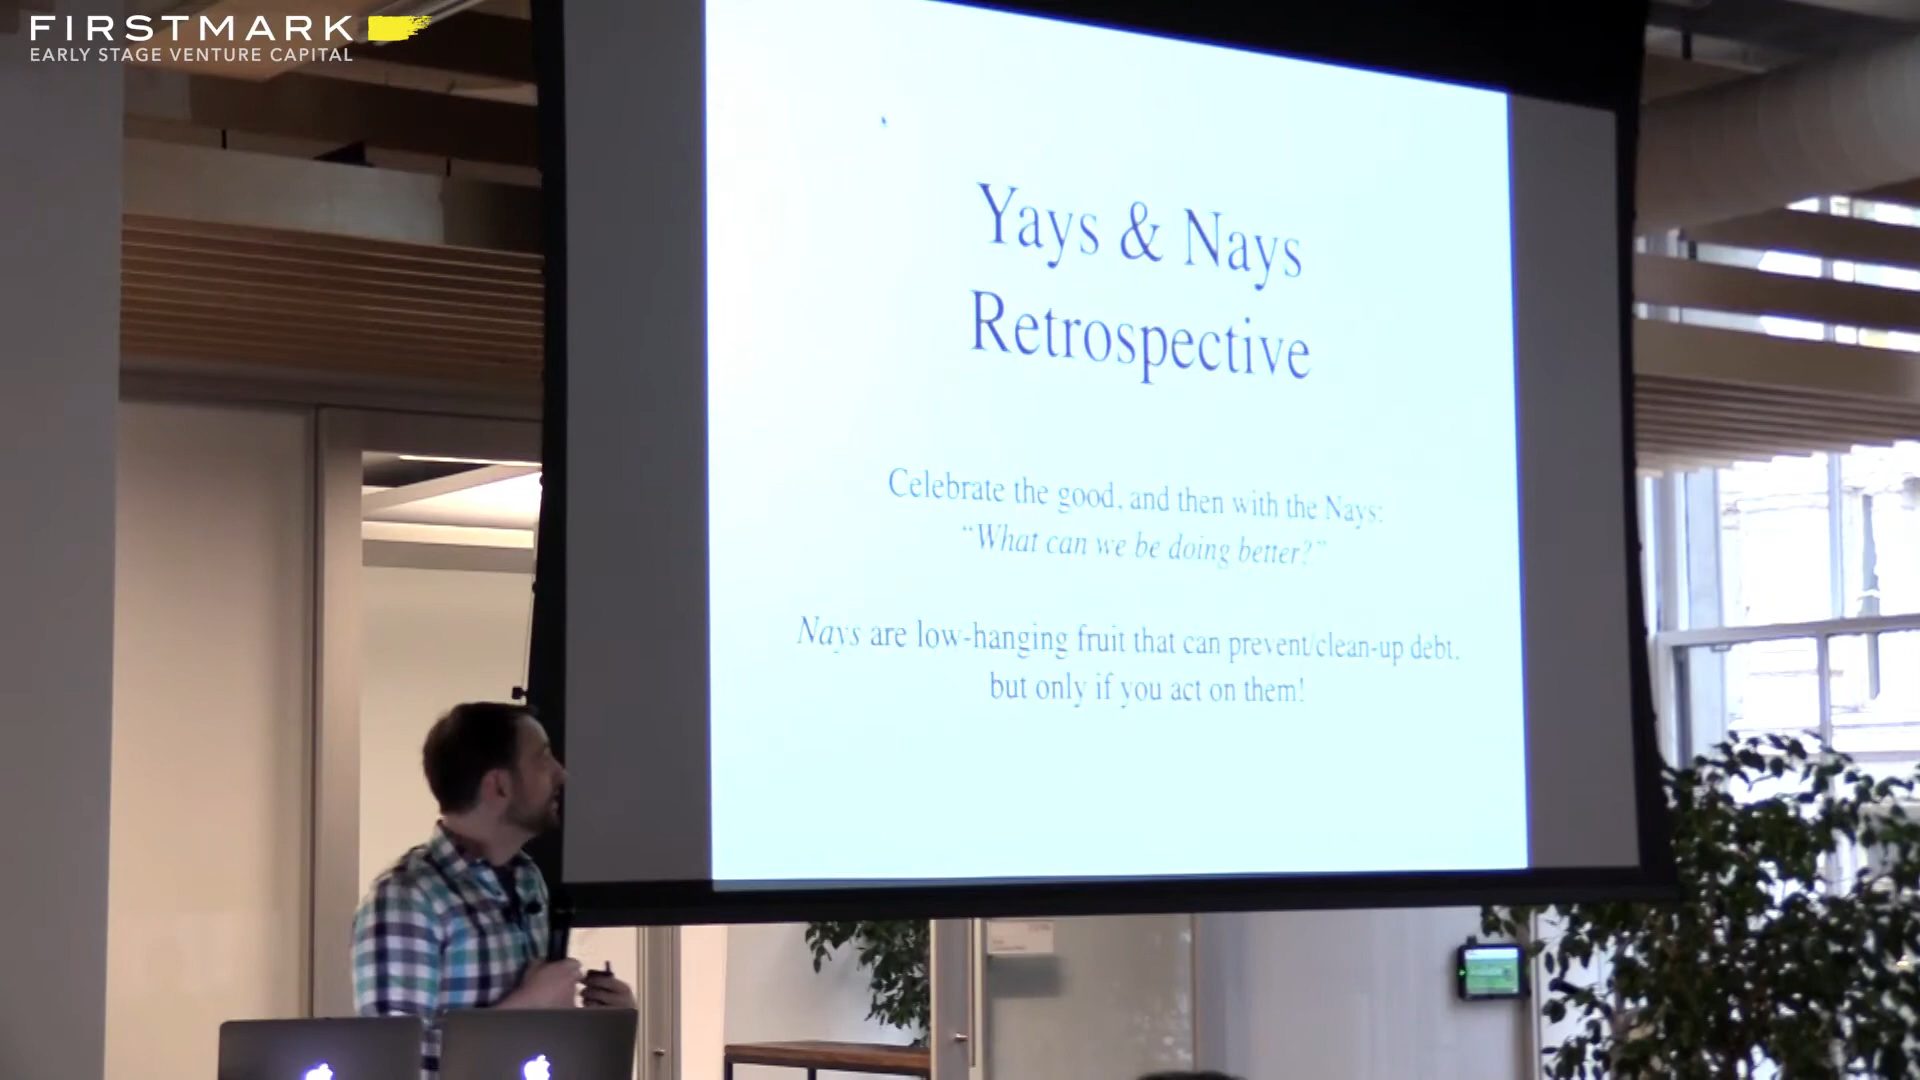 FIRSTMARK
EARLY STAGE VENTURE CAPITAL
Yays & Nays
Retrospective
Celebrate the good, and then with the Nays:
“What can we be doing better?”
Nays are low-hanging fruit that can prevent/clean-up debt,
but only if you act on them!